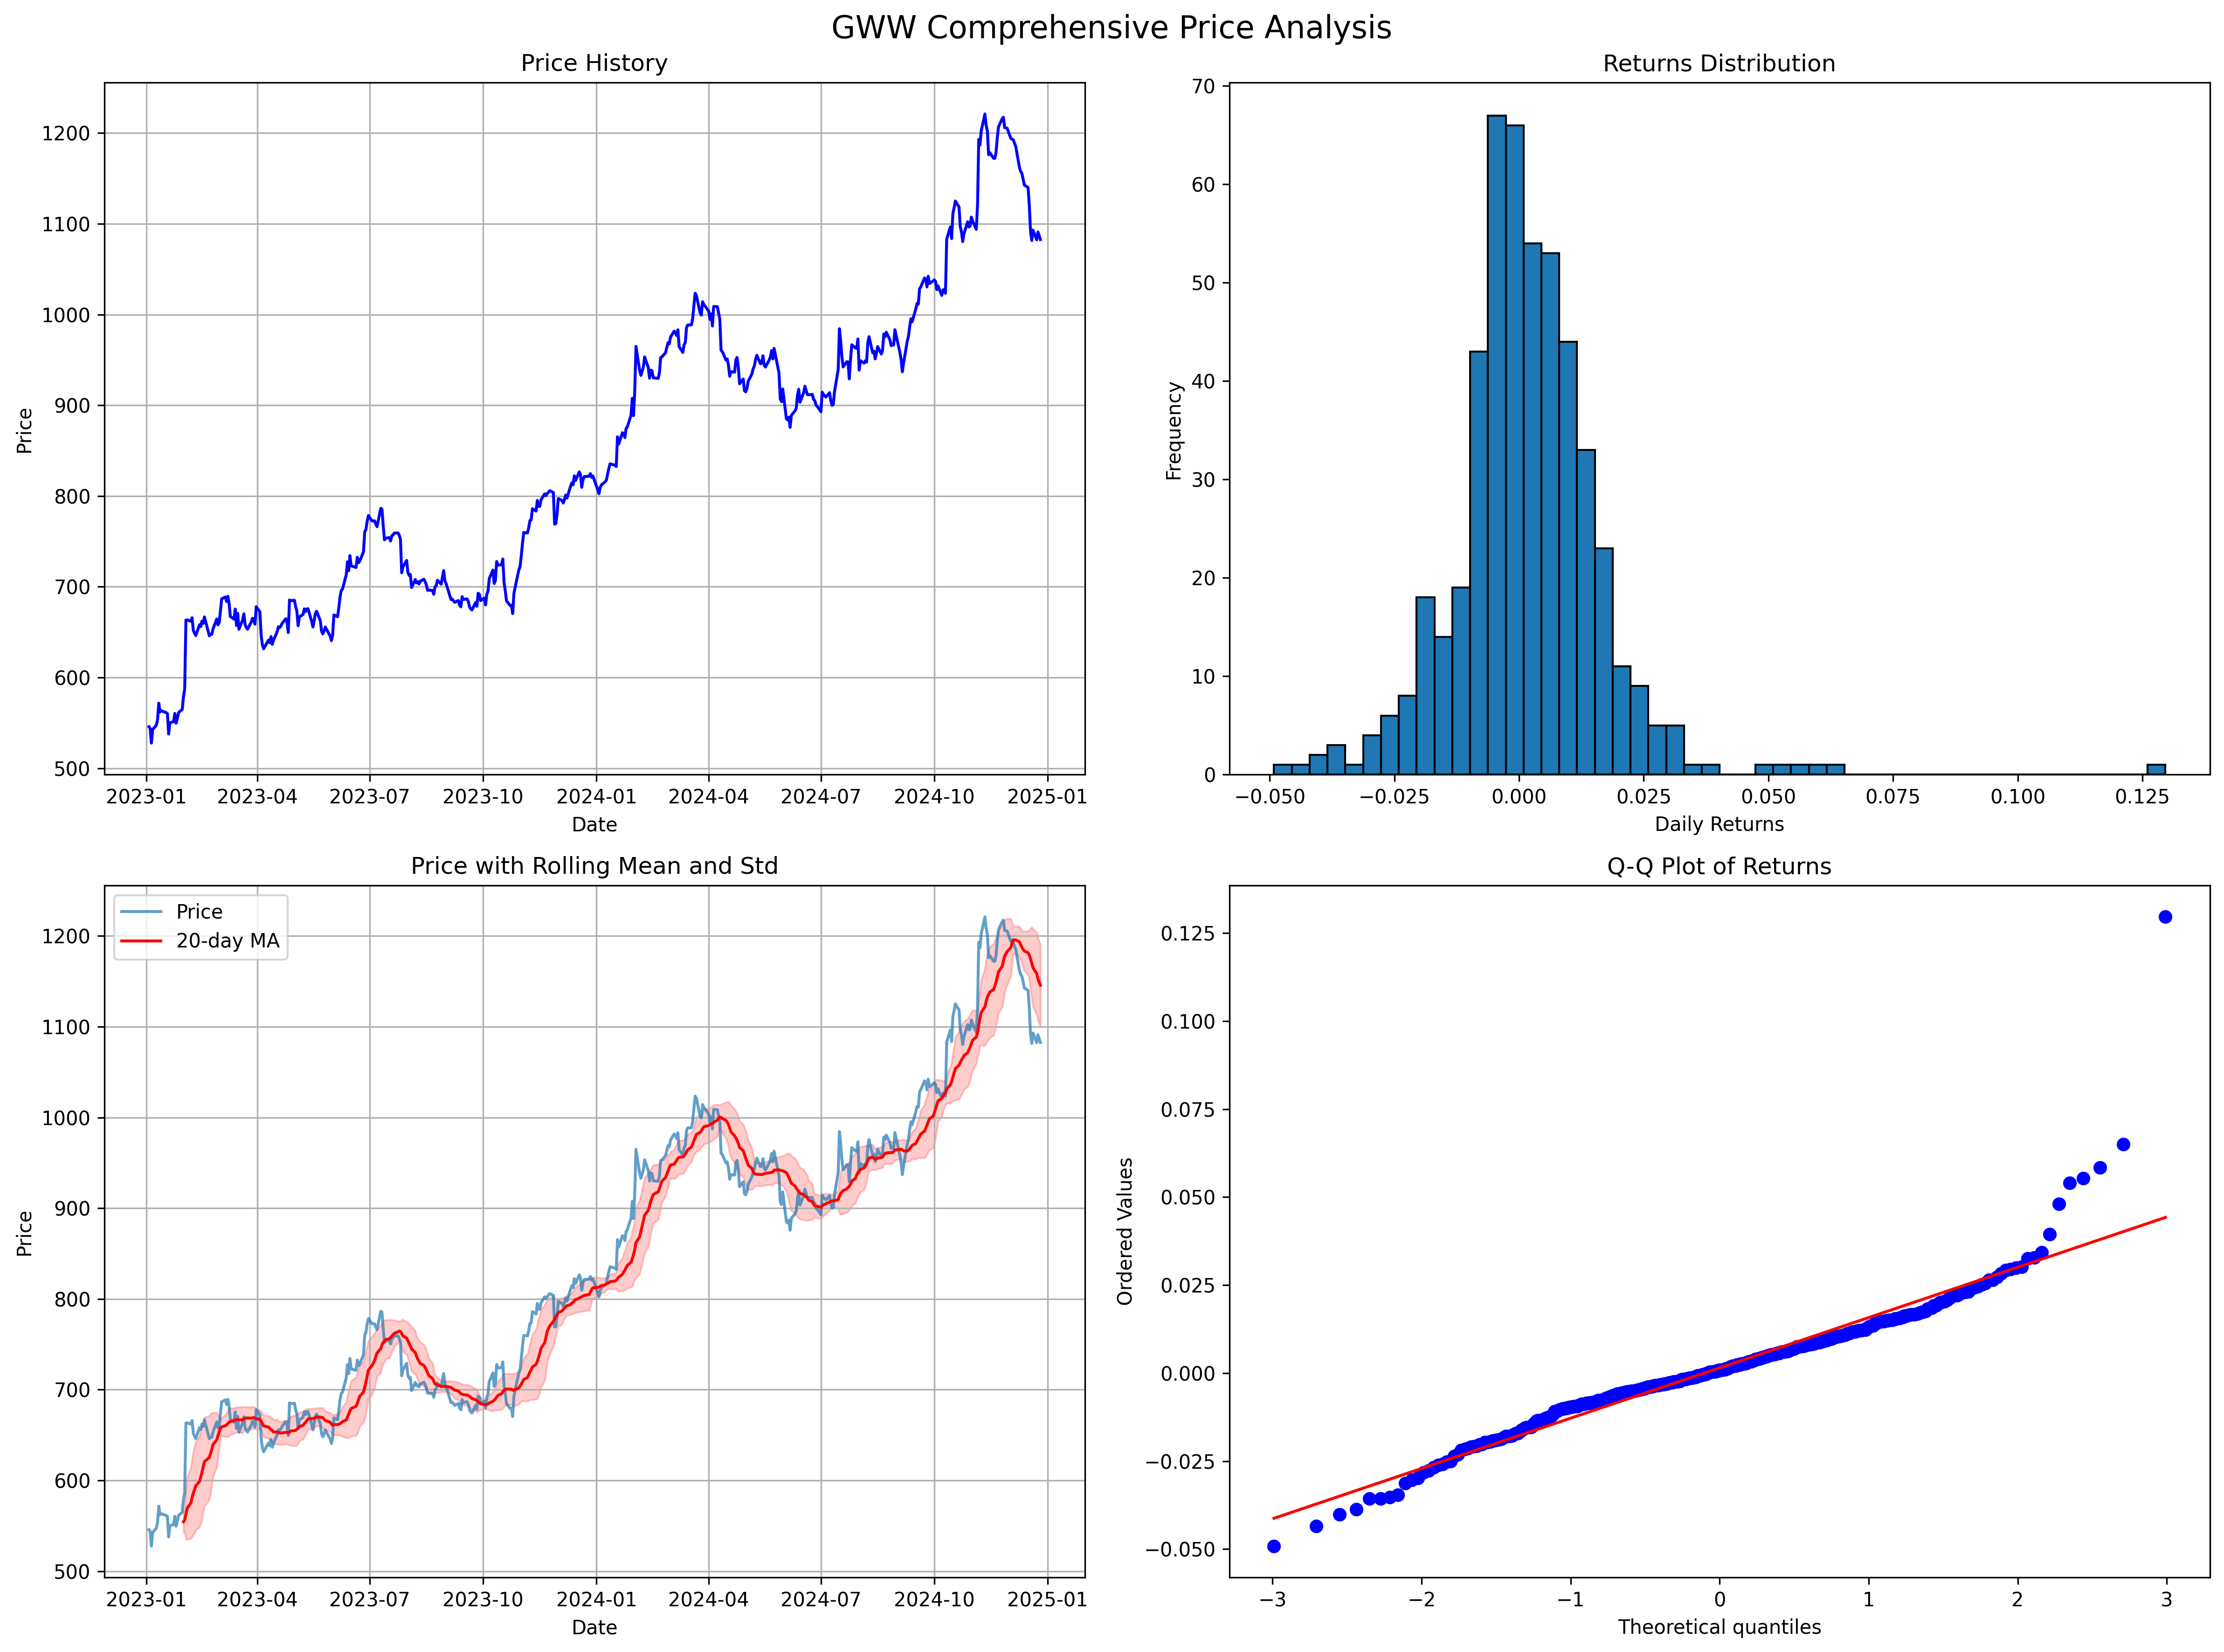 GWW Comprehensive Price Analysis
Price History
Price
1200
1100
1000
900
800
700
600
500
2023-01 2023-04 2023-07 2023-10 2024-01 2024-04 2024-07 2024-10 2025-01
Date
Returns Distribution
Frequency
70
60
50
40
30
20
10
0
−0.050 −0.025 0.000 0.025 0.050 0.075 0.100 0.125
Daily Returns
Price with Rolling Mean and Std
Price
20-day MA
Price
1200
1100
1000
900
800
700
600
500
2023-01 2023-04 2023-07 2023-10 2024-01 2024-04 2024-07 2024-10 2025-01
Date
Q-Q Plot of Returns
Ordered Values
0.125
0.100
0.075
0.050
0.025
0.000
−0.025
−0.050
−3 −2 −1 0 1 2 3
Theoretical quantiles